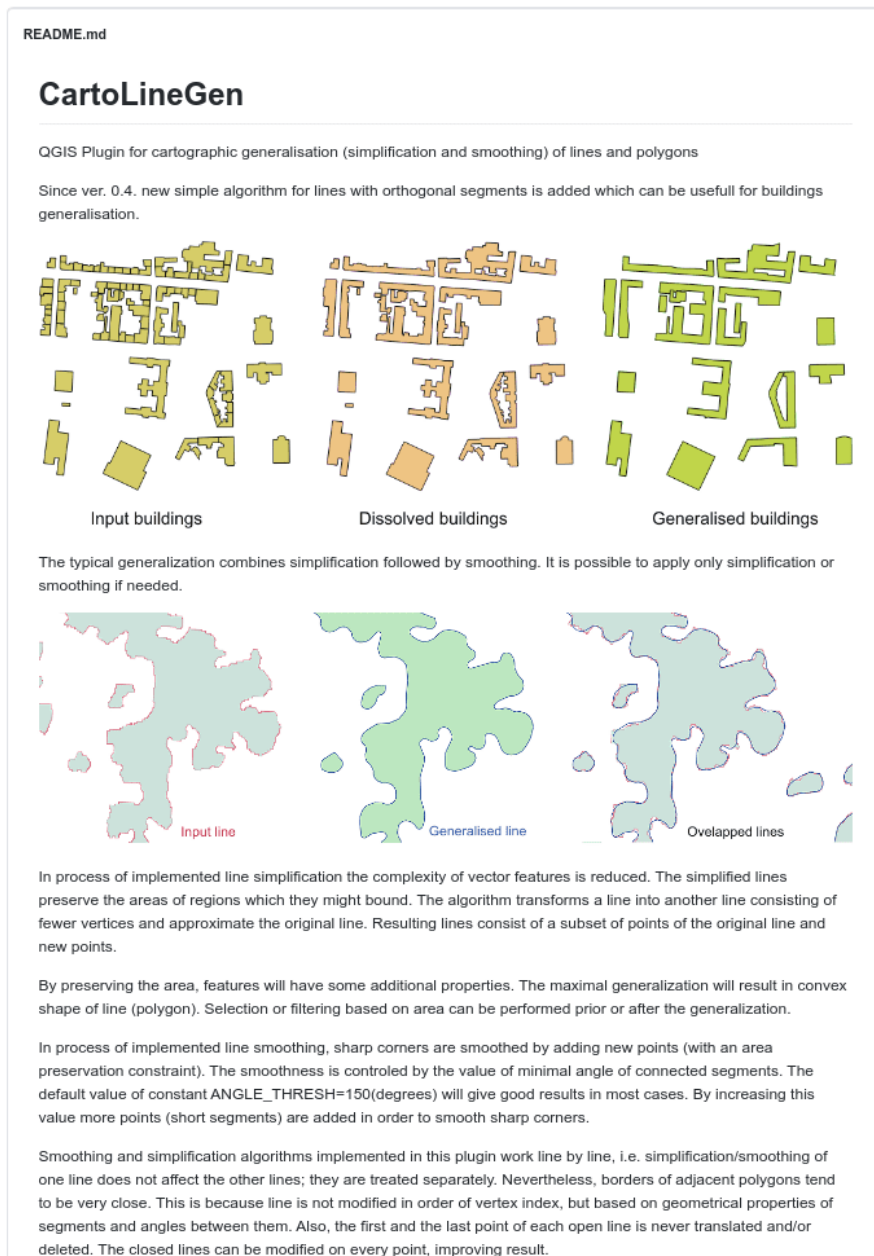 README.md
CartoLineGen
QGIS Plugin for cartographic generalisation (simplification and smoothing) of lines and polygons
Since ver. 0.4. new simple algorithm for lines with orthogonal segments is added which can be usefull for buildings
generalisation.
Input buildings
Dissolved buildings
Generalised buildings
The typical generalization combines simplification followed by smoothing. It is possible to apply only simplification or
smoothing if needed.
Input line
Generalised line
Ovelapped lines
In process of implemented line simplification the complexity of vector features is reduced. The simplified lines
preserve the areas of regions which they might bound. The algorithm transforms a line into another line consisting of
fewer vertices and approximate the original line. Resulting lines consist of a subset of points of the original line and
new points.
By preserving the area, features will have some additional properties. The maximal generalization will result in convex
shape of line (polygon). Selection or filtering based on area can be performed prior or after the generalization.
In process of implemented line smoothing, sharp corners are smoothed by adding new points (with an area
preservation constraint). The smoothness is controled by the value of minimal angle of connected segments. The
default value of constant ANGLE_THRESH=150(degrees) will give good results in most cases. By increasing this
value more points (short segments) are added in order to smooth sharp corners.
Smoothing and simplification algorithms implemented in this plugin work line by line, i.e. simplification/smoothing of
one line does not affect the other lines; they are treated separately. Nevertheless, borders of adjacent polygons tend
to be very close. This is because line is not modified in order of vertex index, but based on geometrical properties of
segments and angles between them. Also, the first and the last point of each open line is never translated and/or
deleted. The closed lines can be modified on every point, improving result.